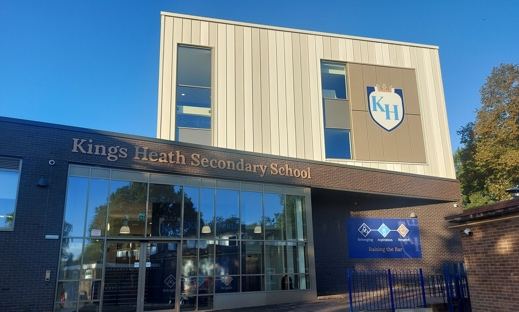 KH
Kings Heath Secondary School
Belonging Aspiration Respect
Raising the Bar